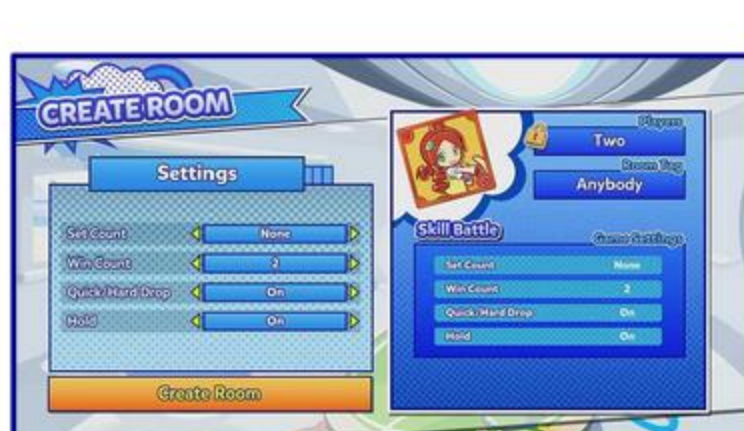 CREATE ROOM
Settings
Set Count None
Win Count 2
Quick/Hard Drop On
Hold On
Create Room
Players
Two
Room Tag
Anybody
Skill Battle
Game Settings
Set Count None
Win Count 2
Quick/Hard Drop On
Hold On